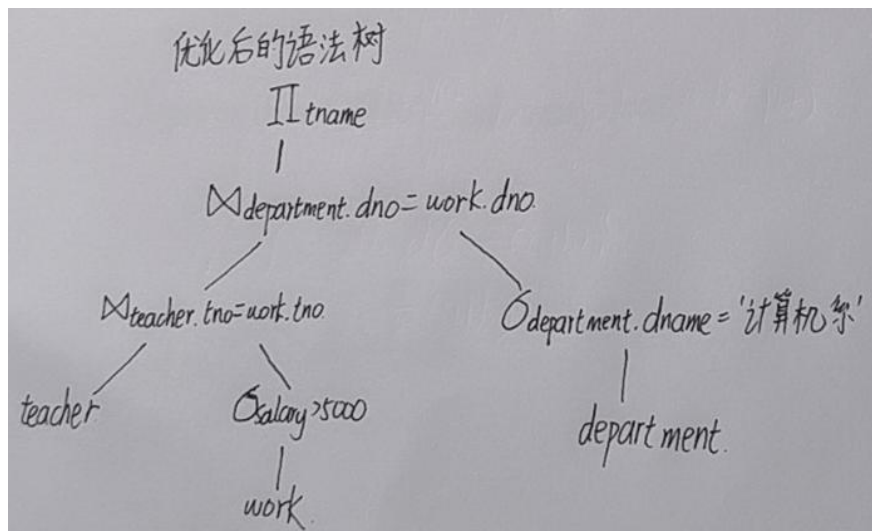 优化后的语法树
∏tname
⋈department.dno=work.dno.
⋈teacher.tno=work.tno.
σdepartment.dname='计算机系'
teacher
σsalary>5000
department.
work.